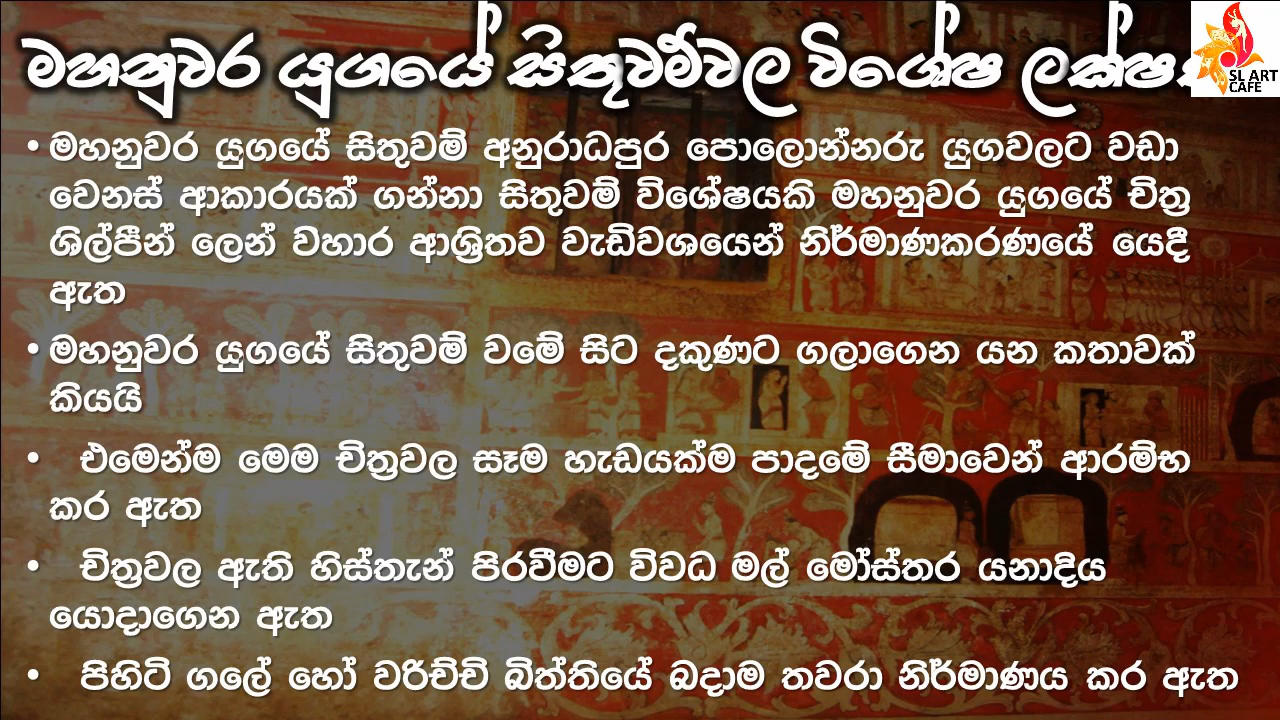 මහනුවර යුගයේ සිතුවම්වල විශේෂ
SL ART
CAFE
• මහනුවර යුගයේ සිතුවම් අනුරාධපුර පොලොන්නරු යුගවලට වඩා
වෙනස් ආකාරයක් ගන්නා සිතුවම් විශේෂයකි මහනුවර යුගයේ චිත්‍ර
ශිල්පීන් ලෙන් විහාර ආශ්‍රිතව වැඩිවශයෙන් නිර්මාණකරණයේ යෙදී
ඇත
• මහනුවර යුගයේ සිතුවම් වමේ සිට දකුණට ගලාගෙන යන කතාවක්
කියයි
• එමෙන්ම මෙම චිත්‍රවල සෑම හැඩයක්ම පාදමේ සීමාවෙන් ආරම්භ
කර ඇත
• චිත්‍රවල ඇති හිස්තැන් පිරවීමට විවධ මල් මෝස්තර යනාදිය
යොදාගෙන ඇත
• පිහිටි ගලේ හෝ වරිච්චි බිත්තියේ බදාම තවරා නිර්මාණය කර ඇත